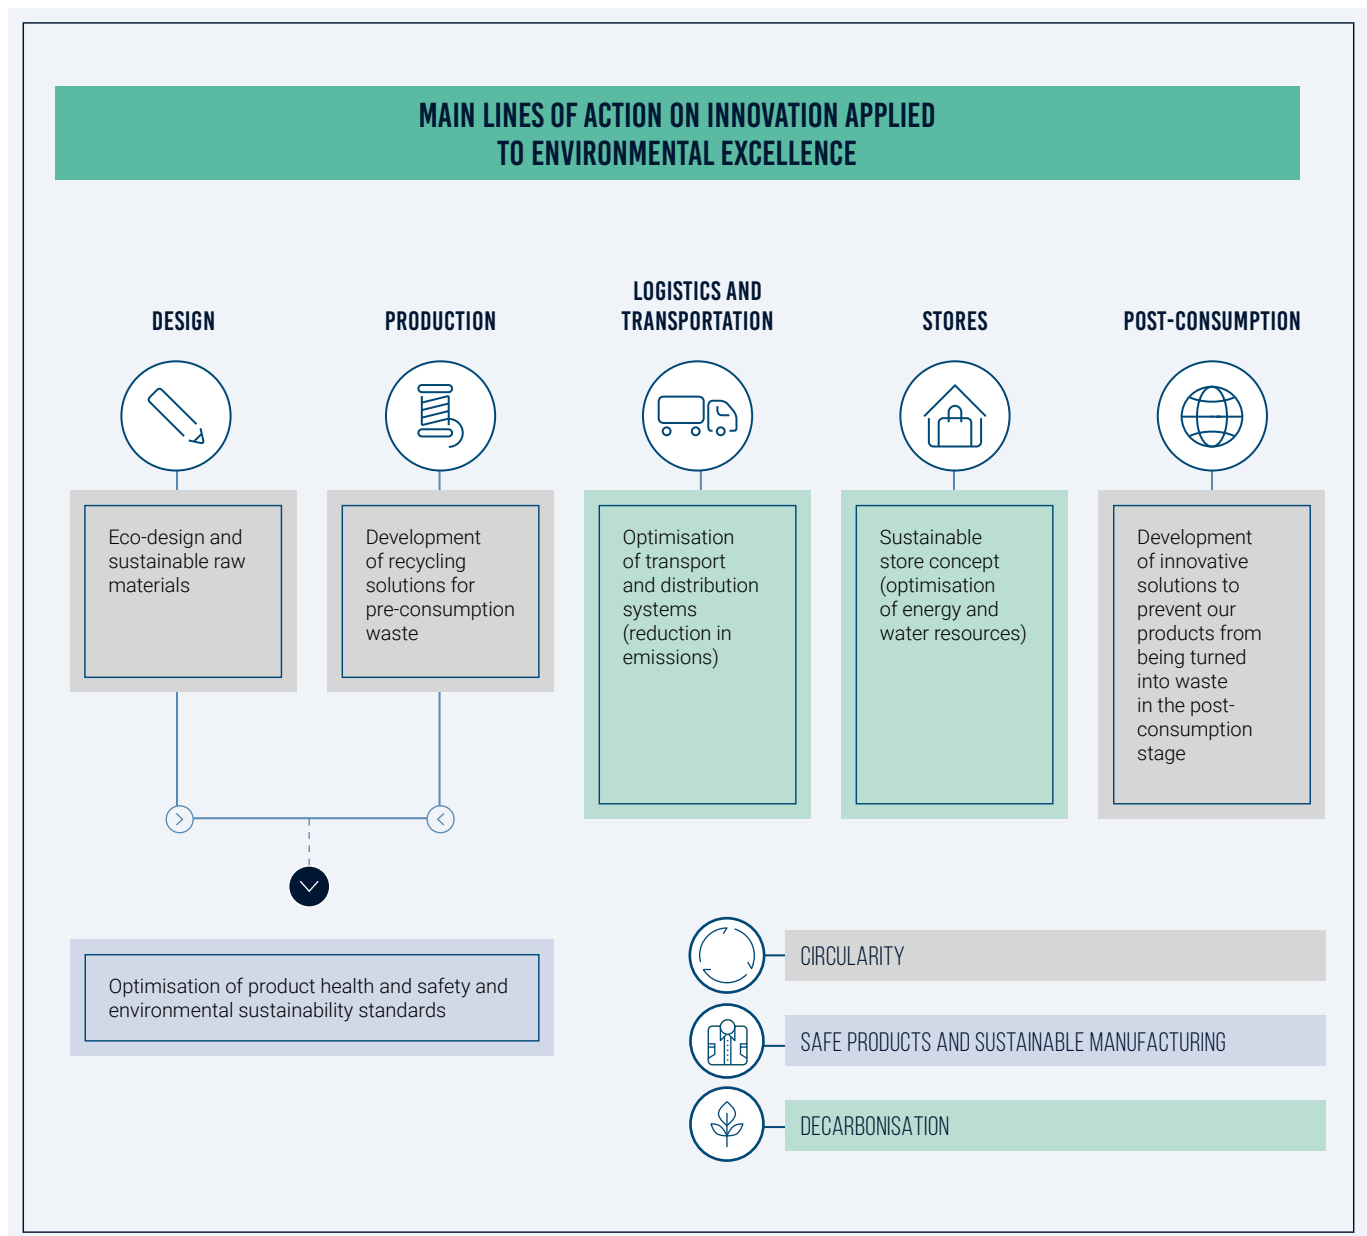 MAIN LINES OF ACTION ON INNOVATION APPLIED
TO ENVIRONMENTAL EXCELLENCE
DESIGN
PRODUCTION
LOGISTICS AND
TRANSPORTATION
STORES
POST-CONSUMPTION
Eco-design and
sustainable raw
materials
Development
of recycling
solutions for
pre-consumption
waste
Optimisation
of transport
and distribution
systems
(reduction in
emissions)
Sustainable
store concept
(optimisation
of energy and
water resources)
Development
of innovative
solutions to
prevent our
products from
being turned
into waste
in the post-
consumption
stage
Optimisation of product health and safety and
environmental sustainability standards
CIRCULARITY
SAFE PRODUCTS AND SUSTAINABLE MANUFACTURING
DECARBONISATION